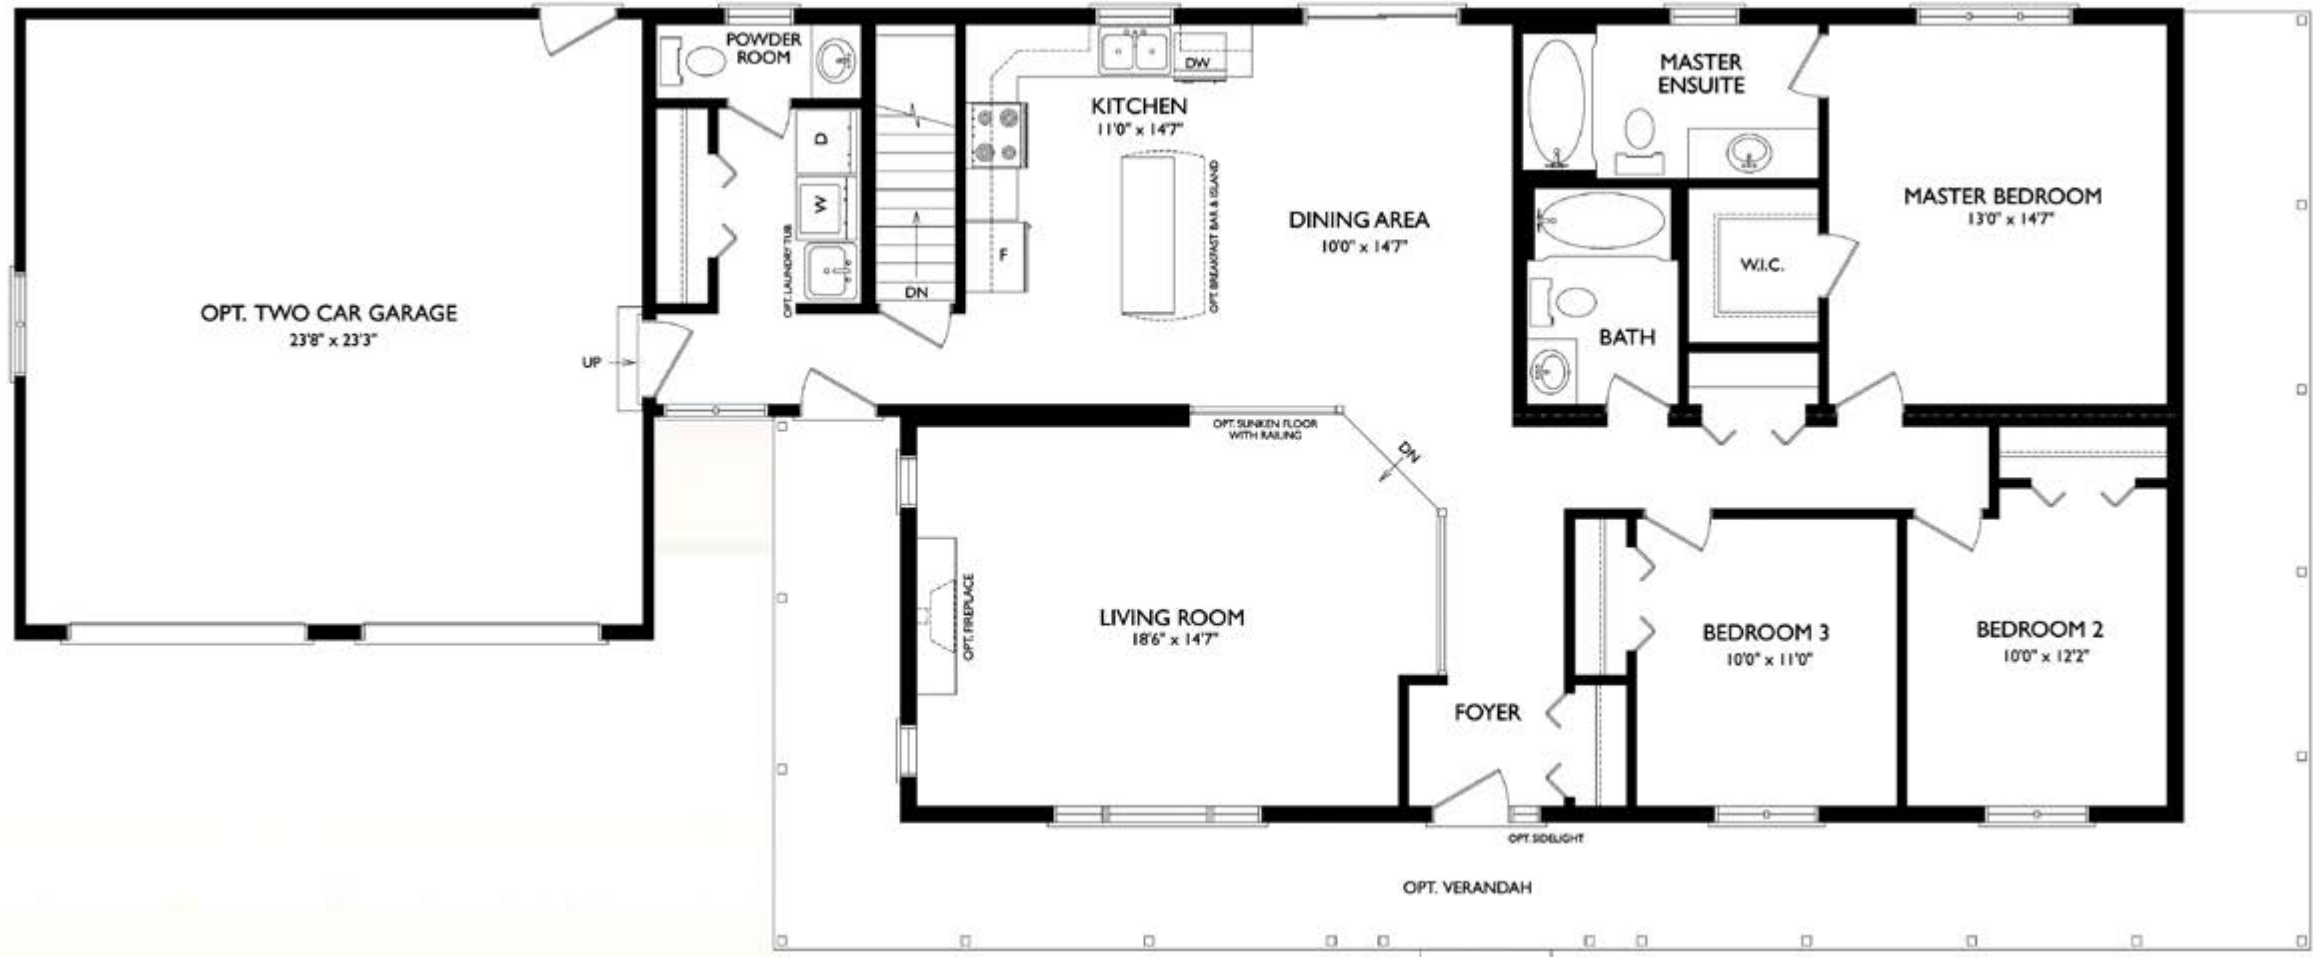 POWDER
ROOM
D
W
OPT. LAUNDRY TUB
OPT. TWO CAR GARAGE
23'8" x 23'3"
UP
DN
KITCHEN
11'0" x 14'7"
DW
F
OPT. BREAKFAST BAR & ISLAND
DINING AREA
10'0" x 14'7"
MASTER
ENSUITE
MASTER BEDROOM
13'0" x 14'7"
W.I.C.
BATH
OPT. SUNKEN FLOOR
WITH RAILING
DN
OPT. FIREPLACE
LIVING ROOM
18'6" x 14'7"
FOYER
BEDROOM 3
10'0" x 11'0"
BEDROOM 2
10'0" x 12'2"
OPT. SIDELIGHT
OPT. VERANDAH